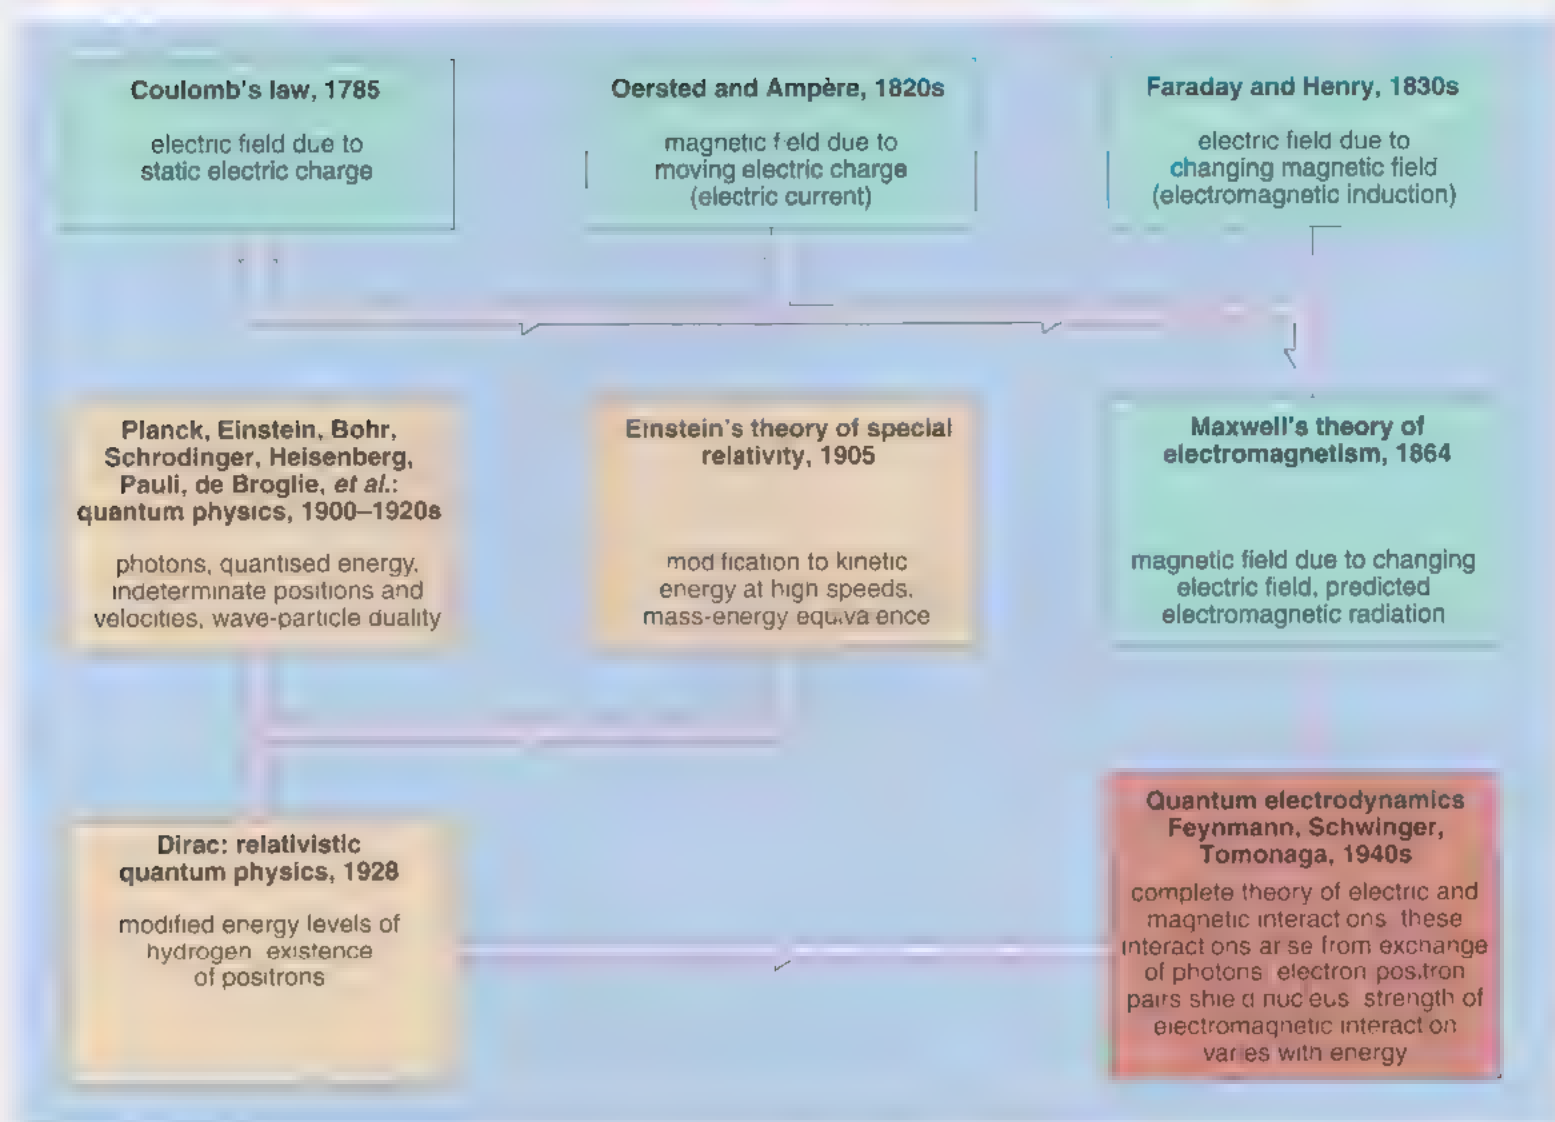 Coulomb's law, 1785
electric field due to
static electric charge
Oersted and Ampère, 1820s
magnetic field due to
moving electric charge
(electric current)
Faraday and Henry, 1830s
electric field due to
changing magnetic field
(electromagnetic induction)
Planck, Einstein, Bohr,
Schrodinger, Heisenberg,
Pauli, de Broglie, et al.:
quantum physics, 1900–1920s
photons, quantised energy,
indeterminate positions and
velocities, wave-particle duality
Einstein's theory of special
relativity, 1905
modification to kinetic
energy at high speeds,
mass-energy equivalence
Maxwell's theory of
electromagnetism, 1864
magnetic field due to changing
electric field, predicted
electromagnetic radiation
Dirac: relativistic
quantum physics, 1928
modified energy levels of
hydrogen existence
of positrons
Quantum electrodynamics
Feynmann, Schwinger,
Tomonaga, 1940s
complete theory of electric and
magnetic interactions these
interactions arise from exchange
of photons electron positron
pairs shield nucleus strength of
electromagnetic interaction
varies with energy